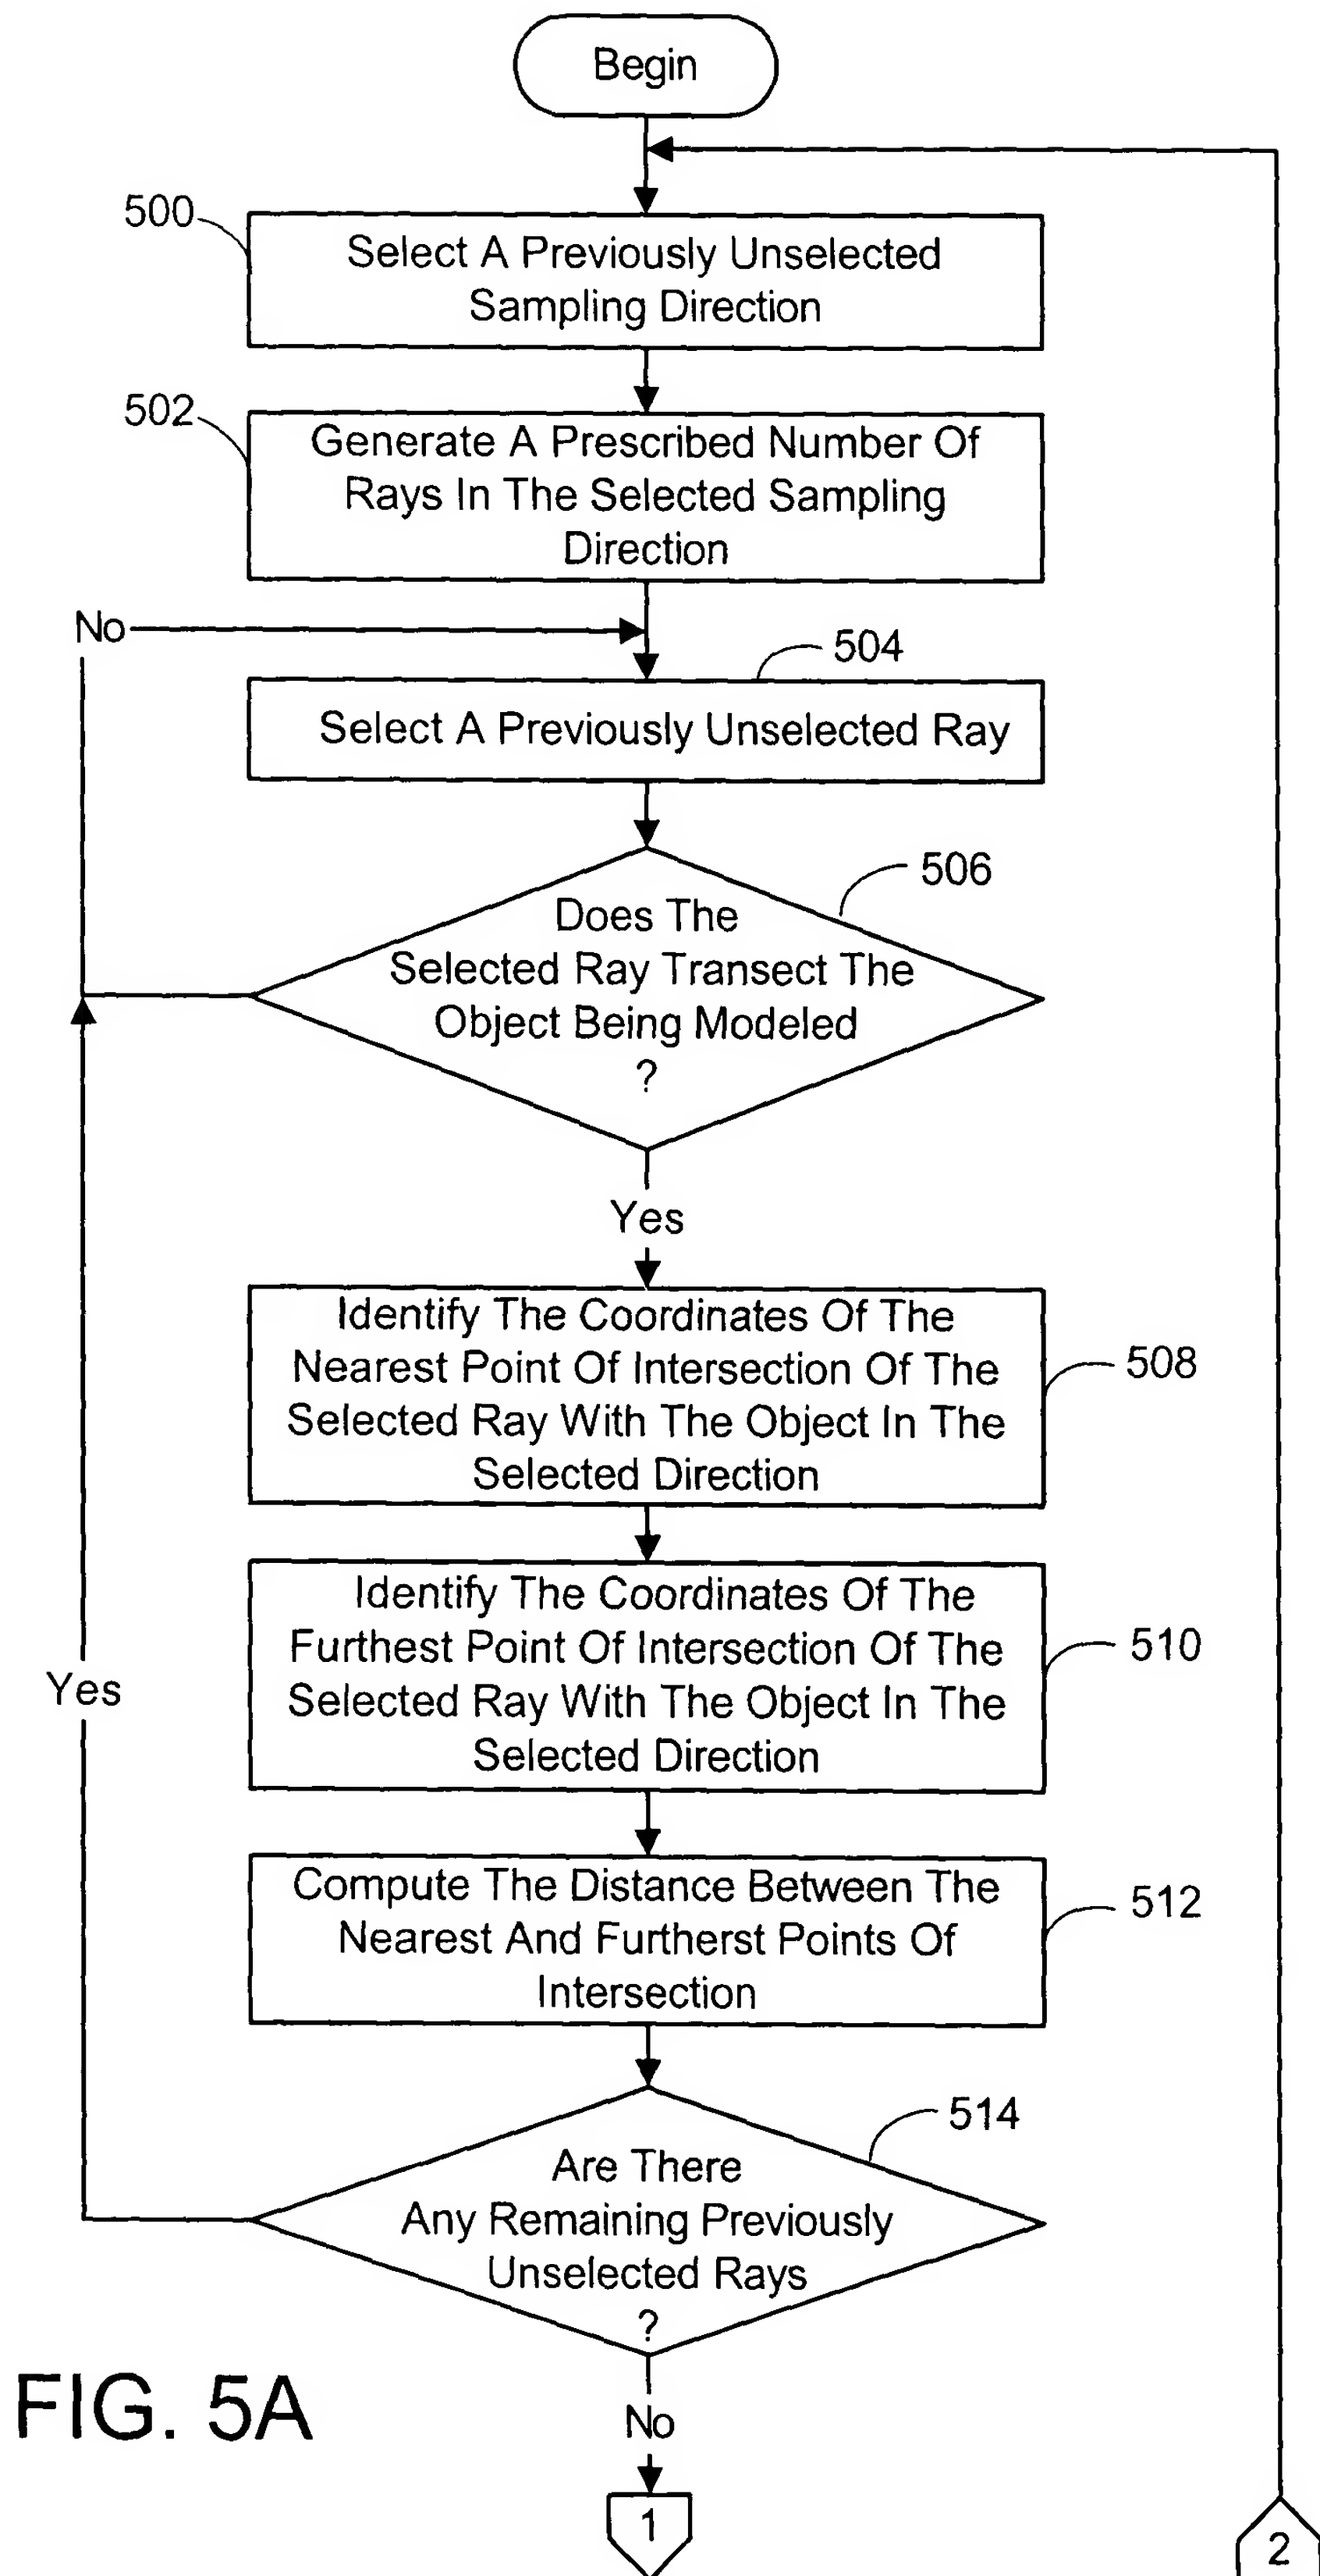 Begin
500
Select A Previously Unselected
Sampling Direction
502
Generate A Prescribed Number Of
Rays In The Selected Sampling
Direction
No
504
Select A Previously Unselected Ray
506
Does The
Selected Ray Transect The
Object Being Modeled
?
Yes
Identify The Coordinates Of The
Nearest Point Of Intersection Of The
Selected Ray With The Object In The
Selected Direction
508
Identify The Coordinates Of The
Furthest Point Of Intersection Of The
Selected Ray With The Object In The
Selected Direction
510
Yes
Compute The Distance Between The
Nearest And Furtherst Points Of
Intersection
512
514
Are There
Any Remaining Previously
Unselected Rays
?
FIG. 5A
No
1
2